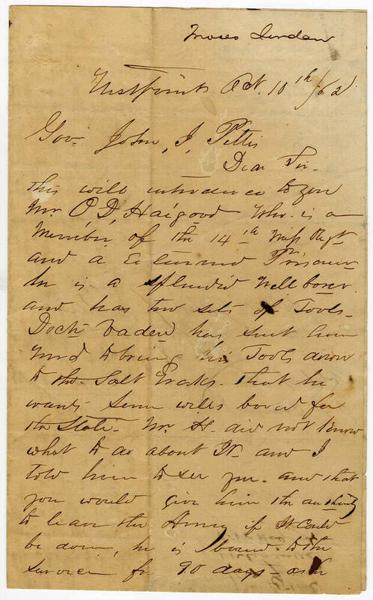 Moses Jordan
Westpoint Oct. 10th /62
Gov. John, J, Pettus
Dear Sir.
this will introduce to you
Mr. O, D, Haigood Who is a
Member of the 14th Miss Regt
and a Prisoner
he is a splendid well borer
and has two sets of Tools-
Doctr Vaden has sent him
word to bring his Tools down
to the Salt that he
wants some wells bored for
the State. Mr H. did not know
what to do about It. and I
told him to see you. and that
you would give him the authority
to leave the Army if It could
be done, he is bound to the
service for 90 days